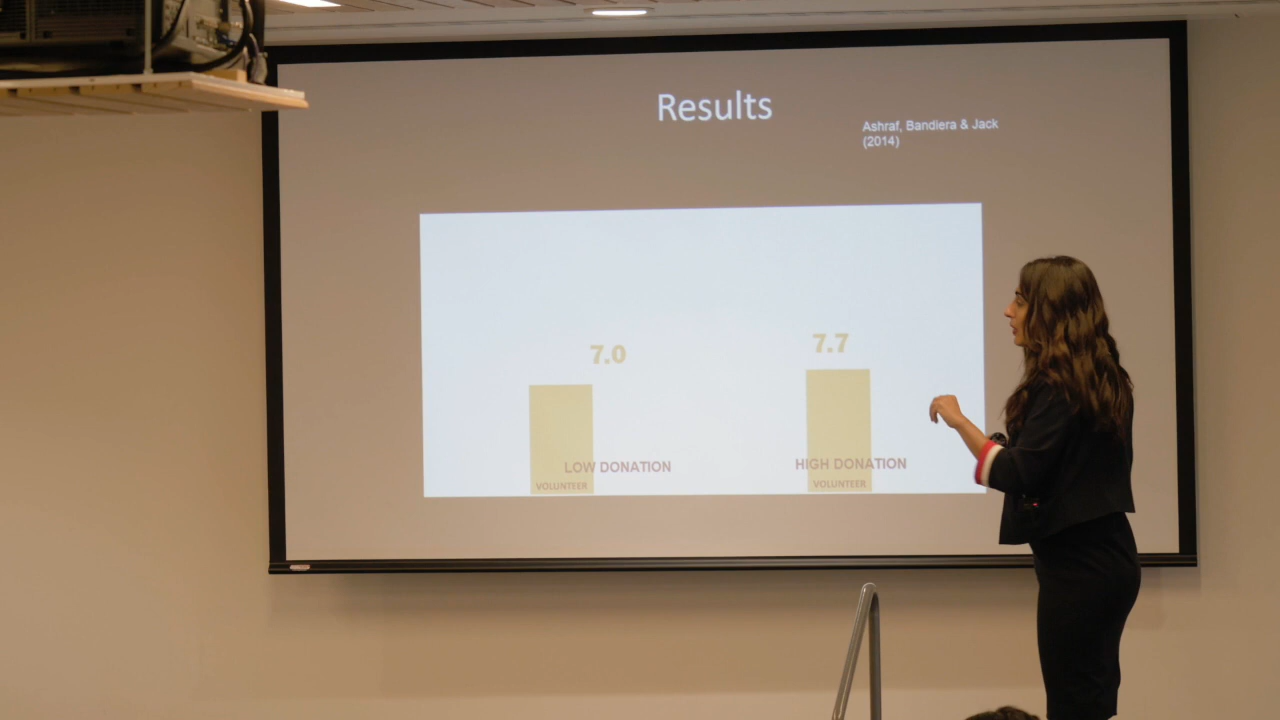 Results
Ashraf, Bandiera & Jack
(2014)
7.0
7.7
LOW DONATION
HIGH DONATION
VOLUNTEER
VOLUNTEER